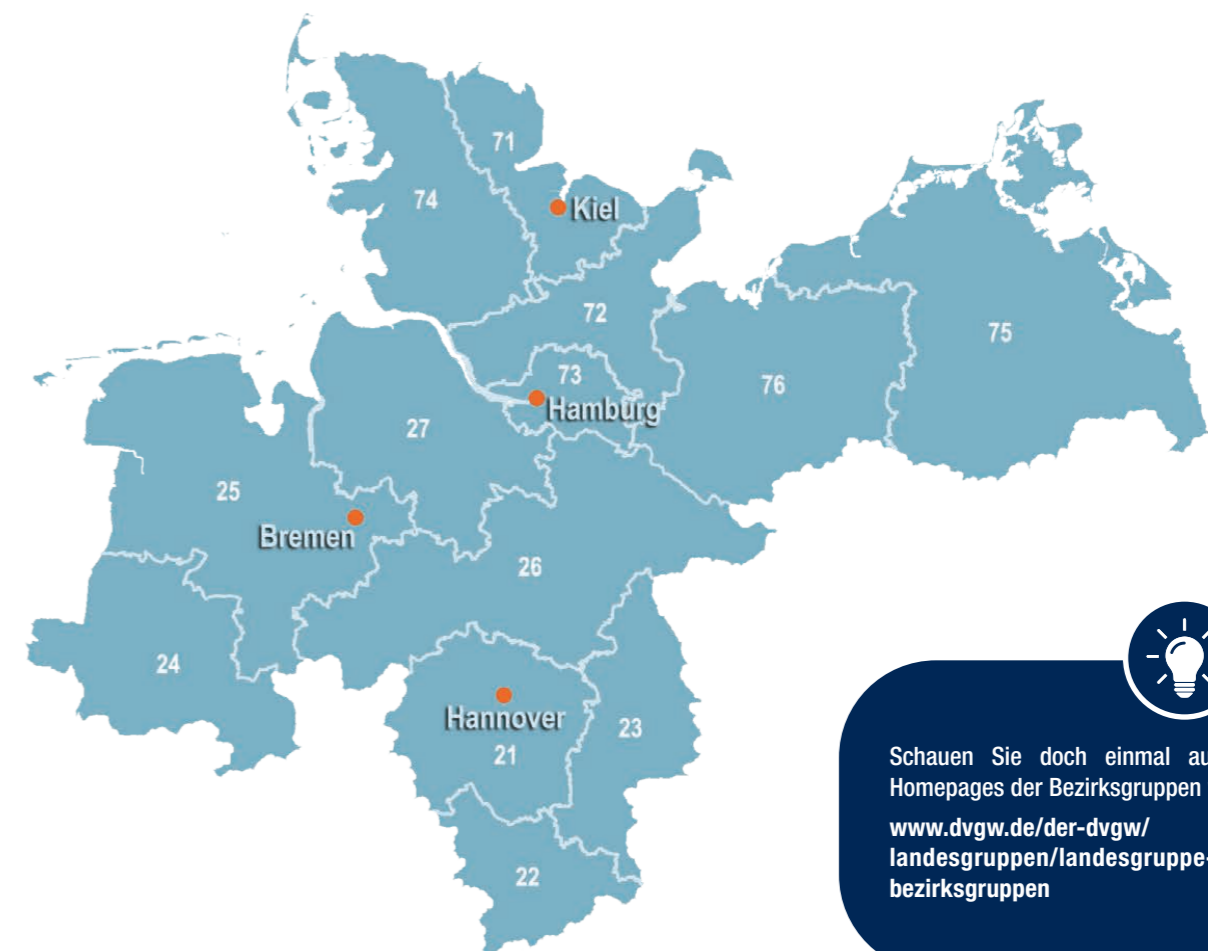 71
74
Kiel
72
75
73
76
Hamburg
27
25
Bremen
26
24
23
Hannover
21
22
Schauen Sie doch einmal au
Homepages der Bezirksgruppen
www.dvgw.de/der-dvgw/
landesgruppen/landesgruppe-
bezirksgruppen